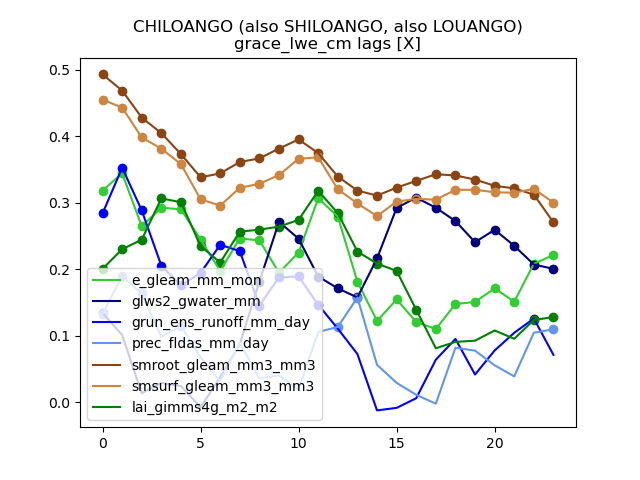 CHILOANGO (also SHILOANGO, also LOUANGO)
grace_lwe_cm lags [X]
0.5
0.4
0.3
0.2
0.1
0.0
e_gleam_mm_mon
glws2_gwater_mm
grun_ens_runoff_mm_day
prec_fldas_mm_day
smroot_gleam_mm3_mm3
smsurf_gleam_mm3_mm3
lai_gimms4g_m2_m2
0 5 10 15 20